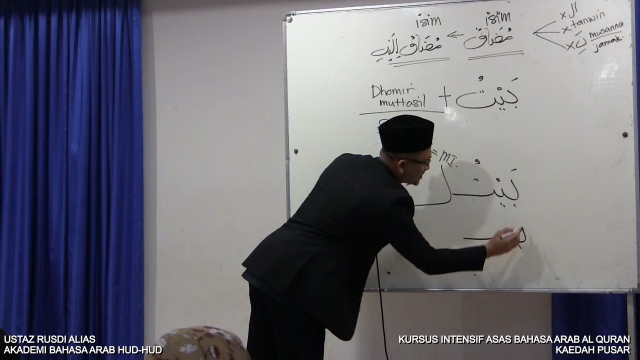 isim isim
مُضَافٌ ← مُضَافٌ إِلَيْهِ
x ال
x tanwin
x نَ musanna
jamak
بَيْتُ + Dhomir
muttasil
= MI.
بَيْتُ
USTAZ RUSDI ALIAS
AKADEMI BAHASA ARAB HUD-HUD
KURSUS INTENSIF ASAS BAHASA ARAB AL QURAN
KAEDAH PUSAR